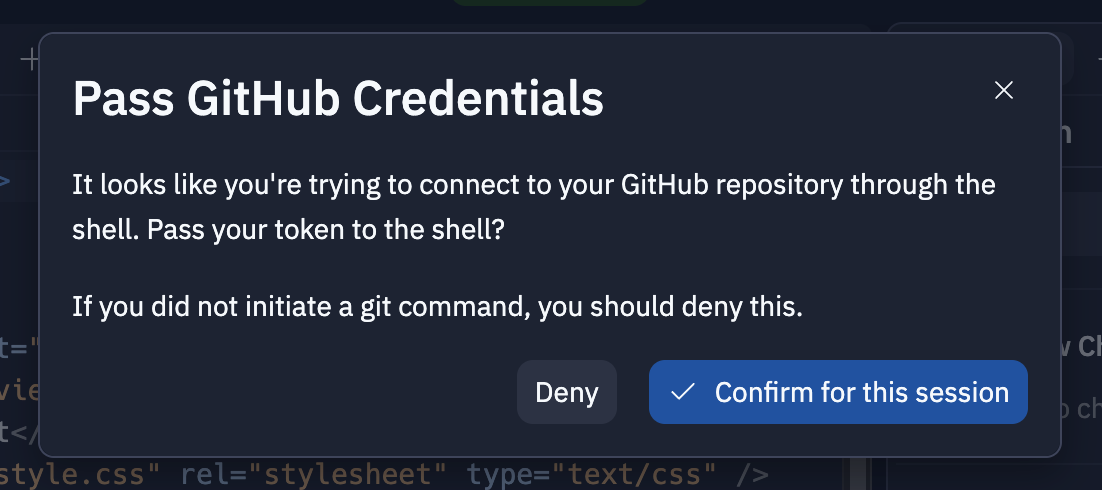 Pass GitHub Credentials
It looks like you're trying to connect to your GitHub repository through the
shell. Pass your token to the shell?
If you did not initiate a git command, you should deny this.
Deny
Confirm for this session
style.css" rel="stylesheet" type="text/css" />